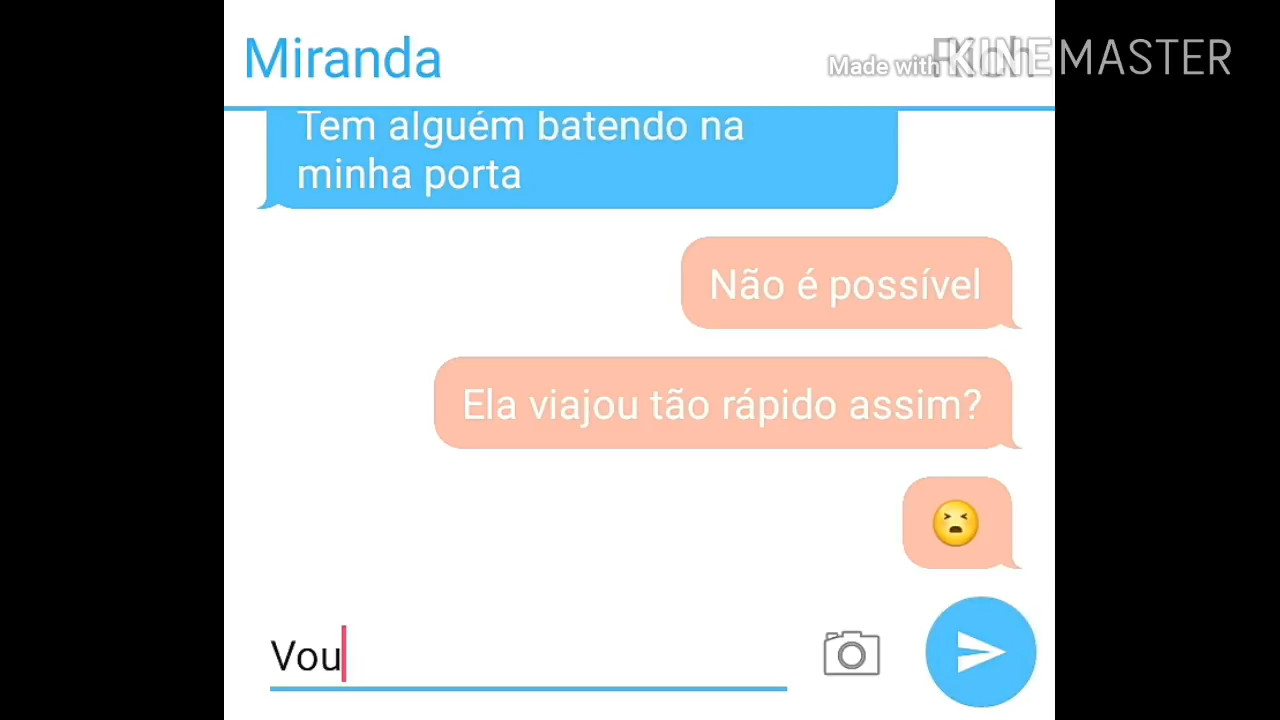 Miranda
Made with KINEMASTER
Tem alguém batendo na
minha porta
Não é possível
Ela viajou tão rápido assim?
Vou